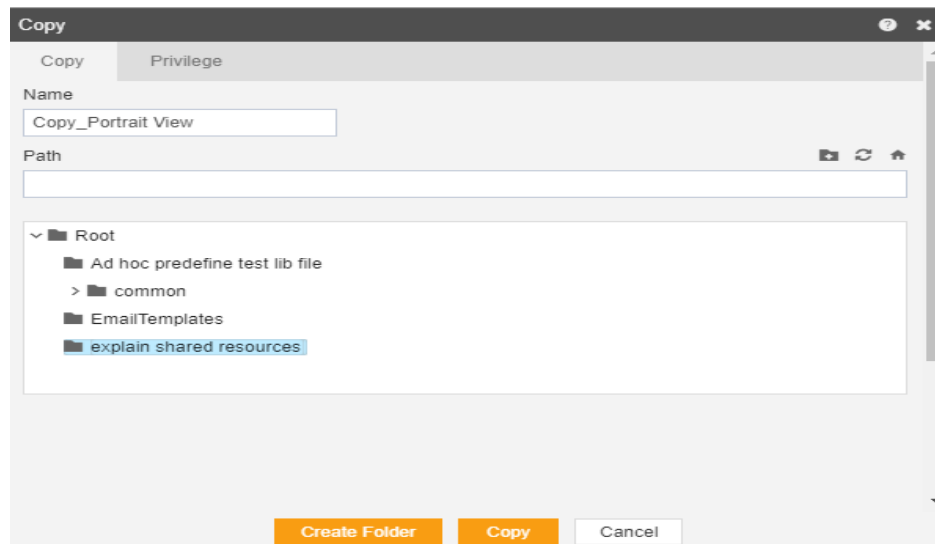 Copy
Copy Privilege
Name
Copy_Portrait View
Path
Root
Ad hoc predefine test lib file
common
EmailTemplates
explain shared resources
Create Folder Copy Cancel